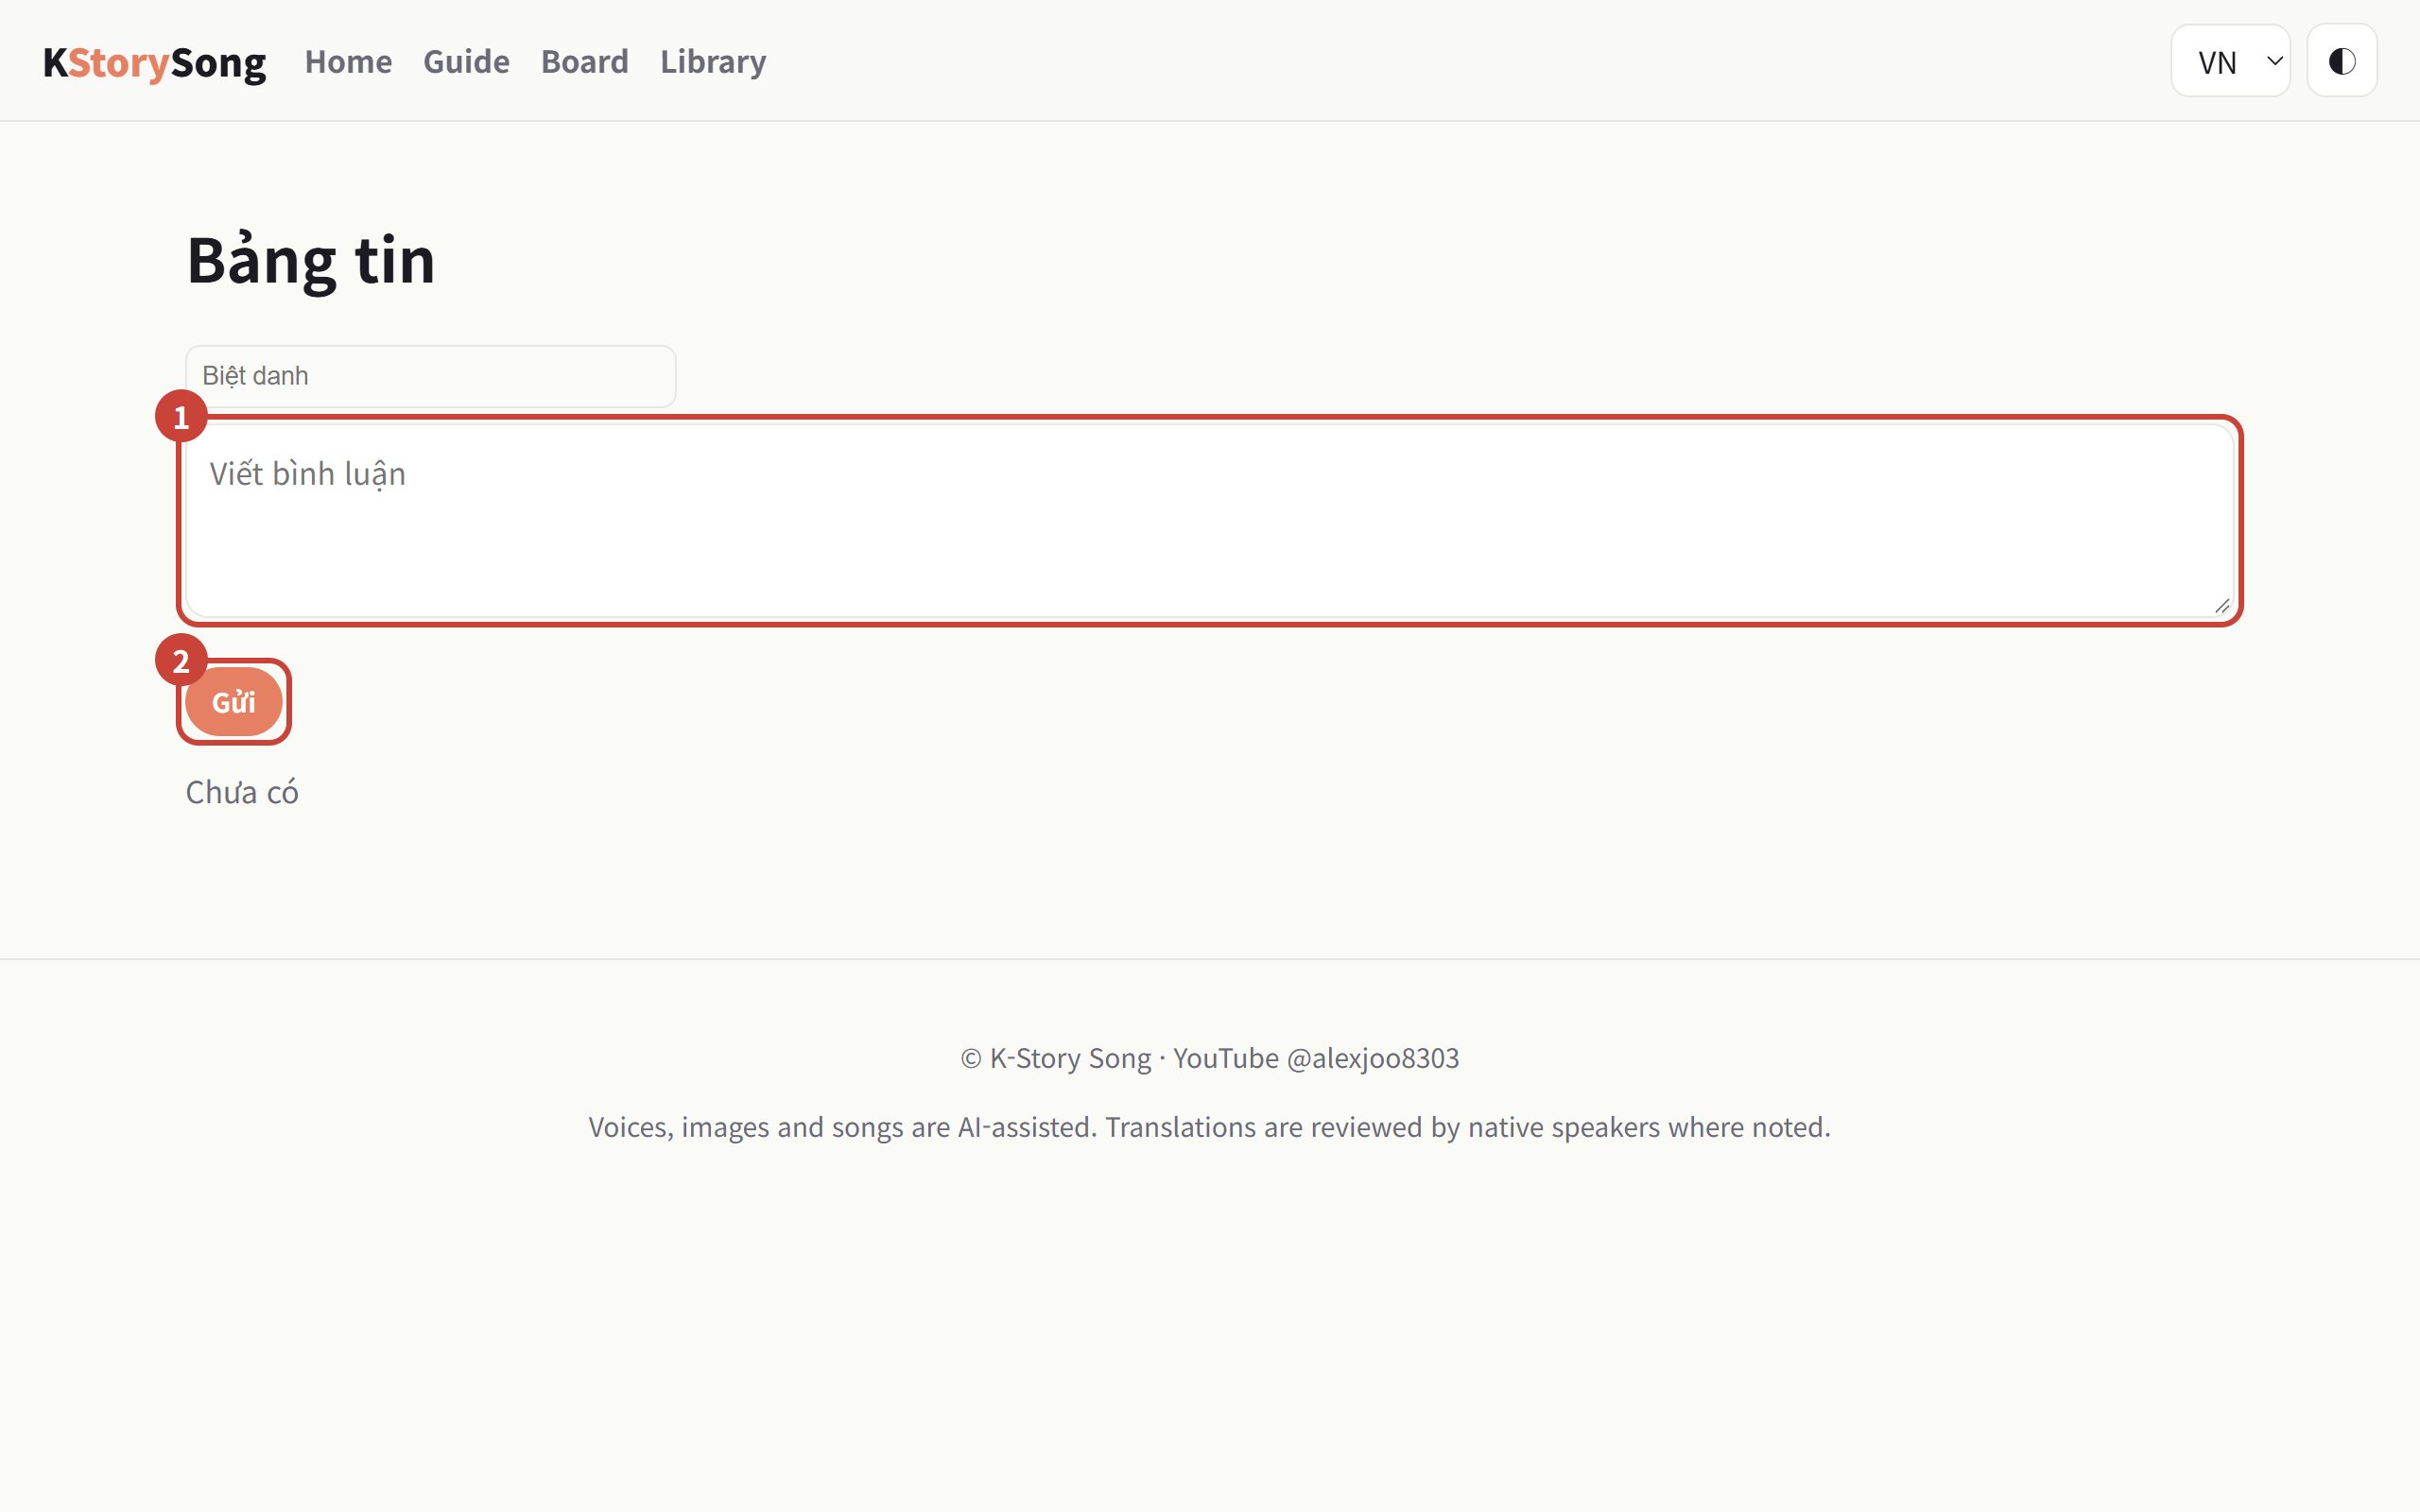 KStorySong Home Guide Board Library VN
Bảng tin
Biệt danh
1
Viết bình luận
2
Gửi
Chưa có
© K-Story Song · YouTube @alexjoo8303
Voices, images and songs are AI-assisted. Translations are reviewed by native speakers where noted.